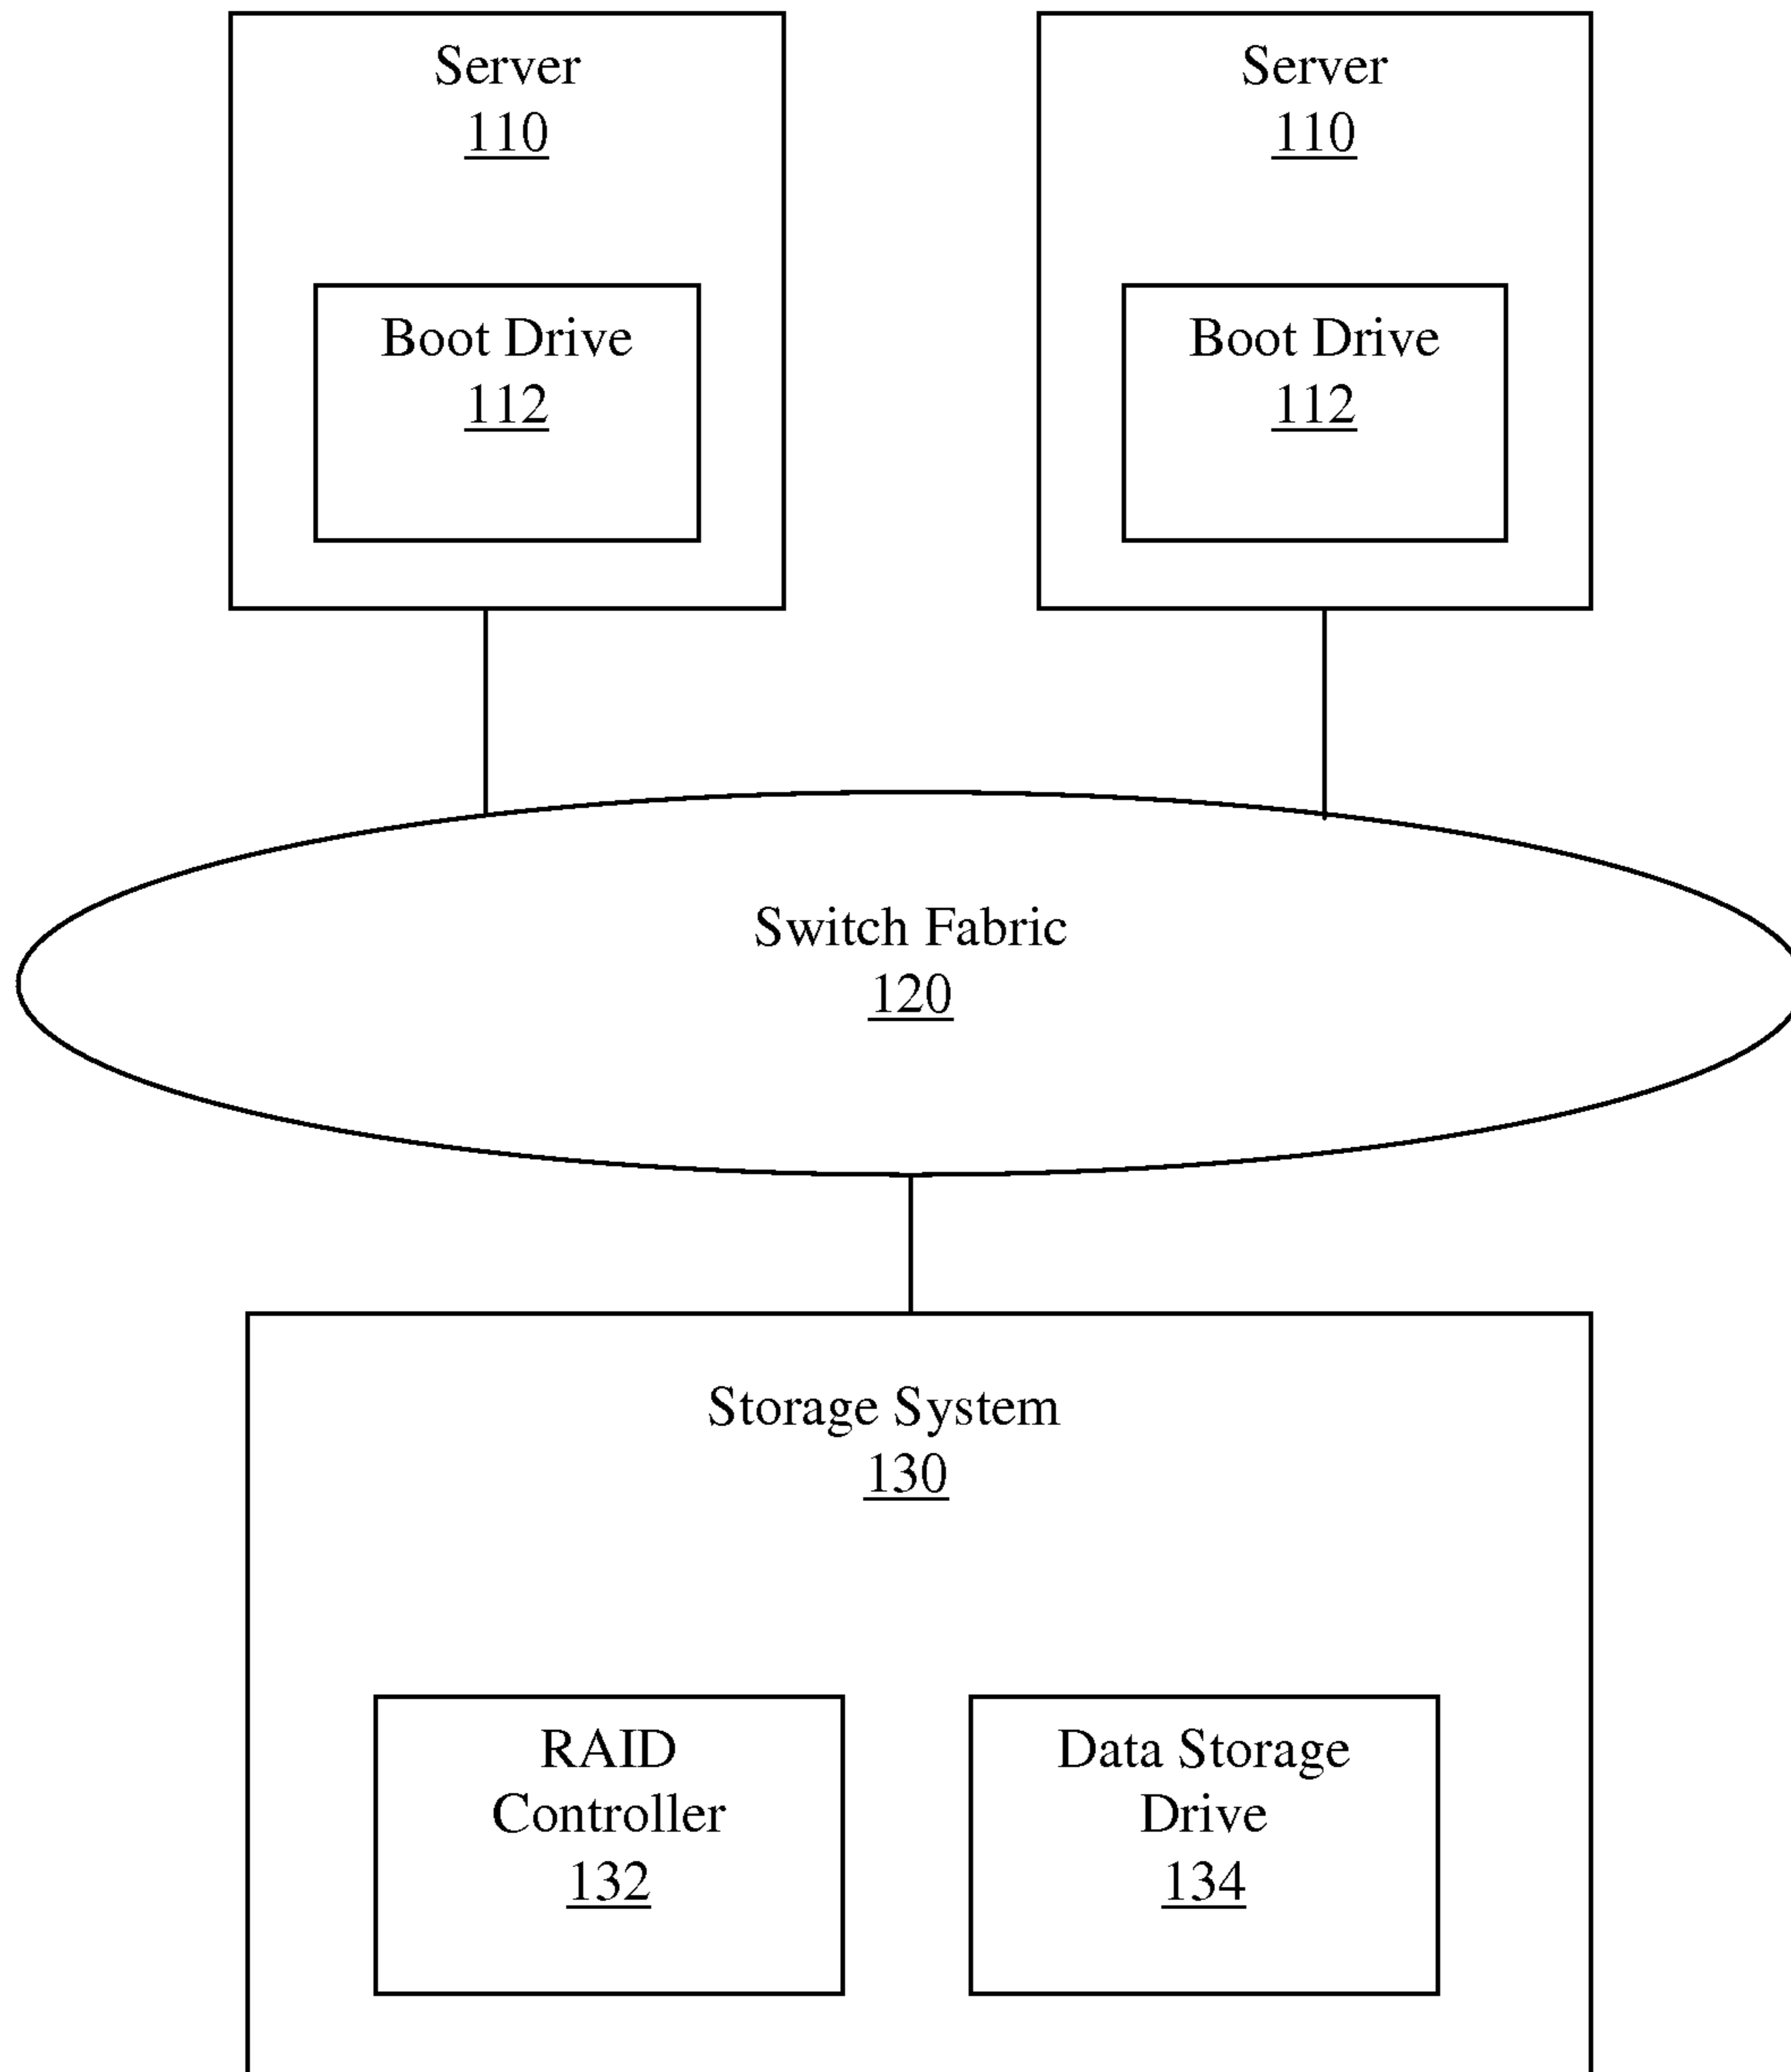 Server
110
Boot Drive
112
Server
110
Boot Drive
112
Switch Fabric
120
Storage System
130
RAID
Controller
132
Data Storage
Drive
134